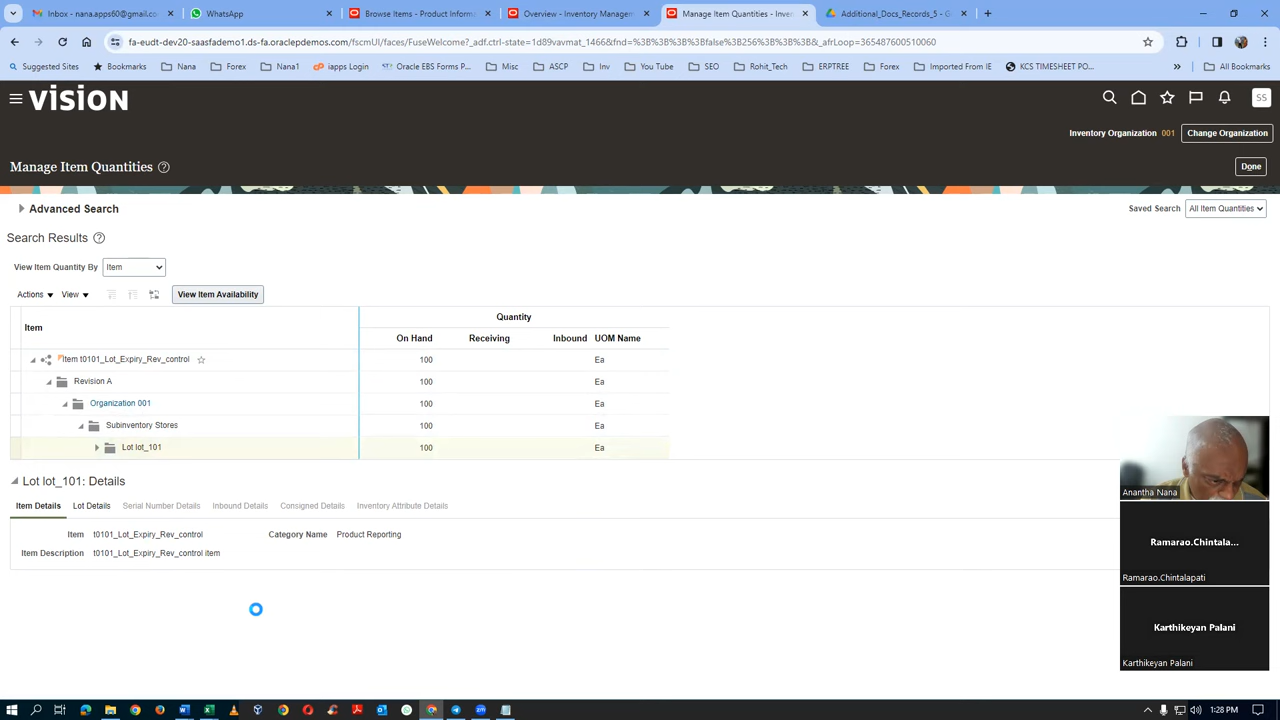 Inbox - nana.apps60@gmail.com
WhatsApp
Browse Items - Product Informa
Overview - Inventory Managem
Manage Item Quantities - Inven
Additional_Docs_Records_5 - G
fa-eudt-dev20-saasfademo1.ds-fa.oraclepdemos.com/fscmUI/faces/FuseWelcome?_adf.ctrl-state=1d89vavmat_1466&fnd=%3B%3B%3B%3Bfalse%3B256%3B%3B%3B&_afrLoop=365487600510060
Suggested Sites
Bookmarks
Nana
Forex
Nana1
iapps Login
Oracle EBS Forms P...
Misc
ASCP
Inv
You Tube
SEO
Rohit_Tech
ERPTREE
Forex
Imported From IE
KCS TIMESHEET PO...
»
All Bookmarks
VISION
SS
Inventory Organization 001
Change Organization
Manage Item Quantities
Done
Advanced Search
Saved Search
All Item Quantities
Search Results
View Item Quantity By
Item
Actions
View
View Item Availability
Item
Quantity
On Hand
Receiving
Inbound
UOM Name
Item t0101_Lot_Expiry_Rev_control
100
Ea
Revision A
100
Ea
Organization 001
100
Ea
Subinventory Stores
100
Ea
Lot lot_101
100
Ea
Lot lot_101: Details
Item Details
Lot Details
Serial Number Details
Inbound Details
Consigned Details
Inventory Attribute Details
Item t0101_Lot_Expiry_Rev_control
Category Name Product Reporting
Item Description t0101_Lot_Expiry_Rev_control item
Anantha Nana
Ramarao.Chintala...
Ramarao.Chintalapati
Karthikeyan Palani
Karthikeyan Palani
1:28 PM